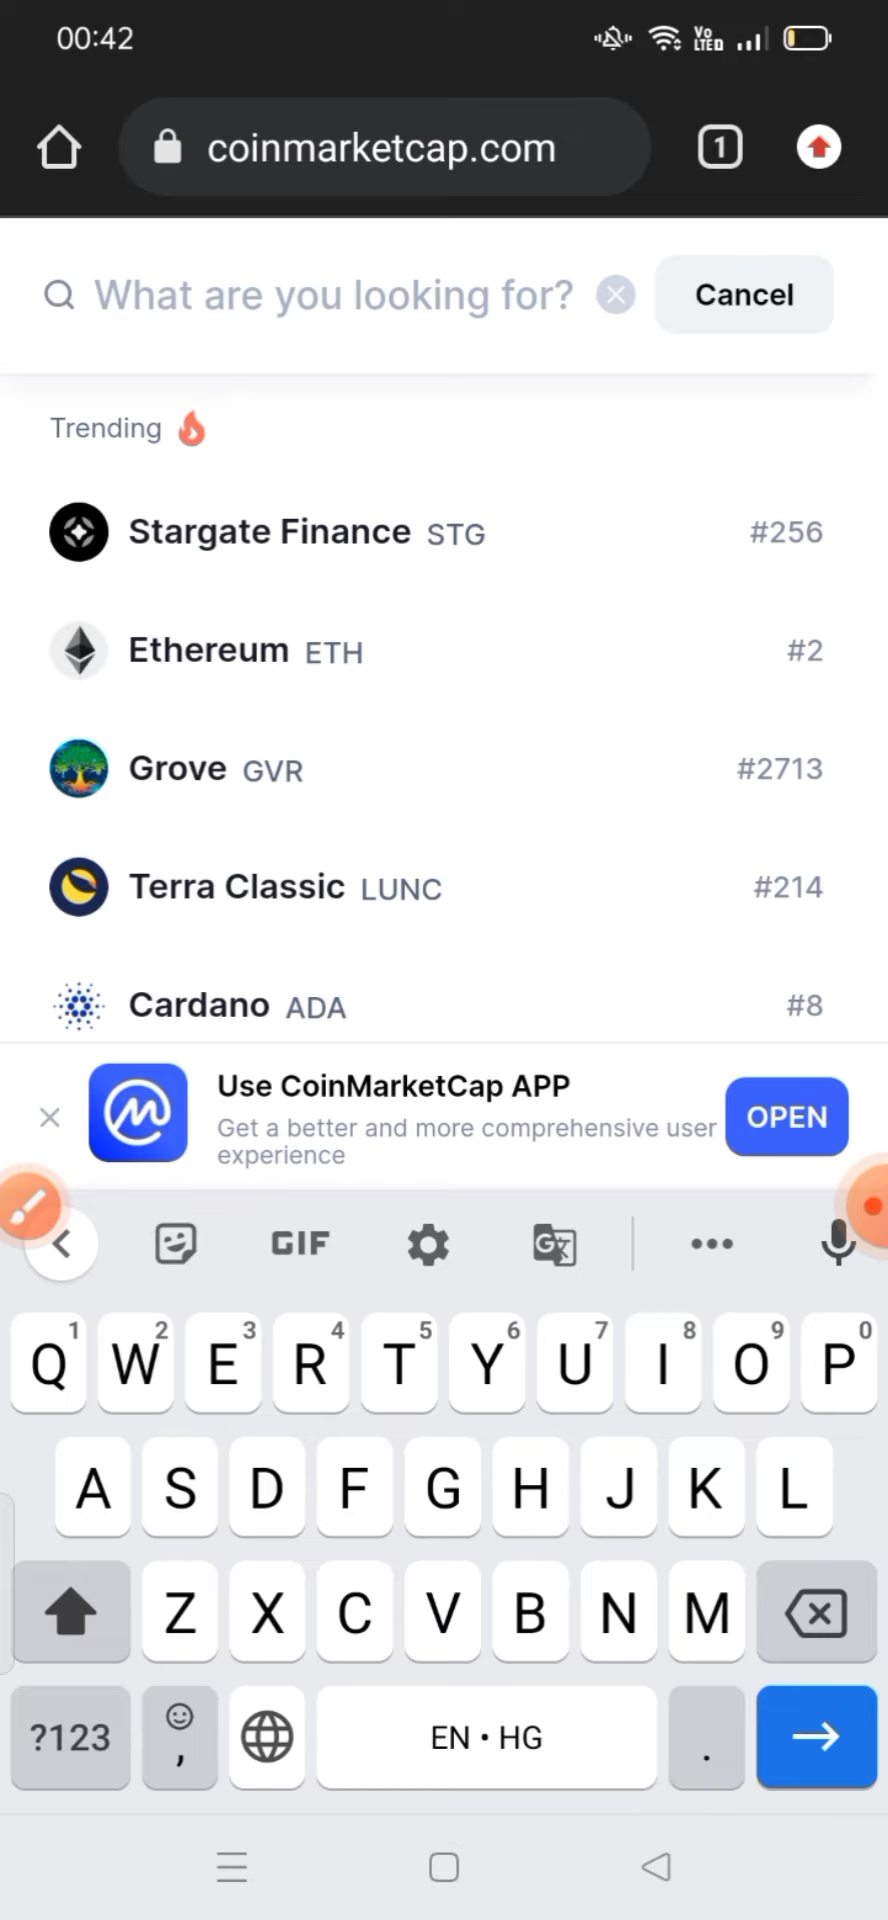 00:42
Vo LTE
coinmarketcap.com
1
What are you looking for?
Cancel
Trending
Stargate Finance STG #256
Ethereum ETH #2
Grove GVR #2713
Terra Classic LUNC #214
Cardano ADA #8
Use CoinMarketCap APP
Get a better and more comprehensive user
experience
OPEN
GIF
G
1 2 3 4 5 6 7 8 9 0
Q W E R T Y U I O P
A S D F G H J K L
Z X C V B N M
?123 , EN • HG .